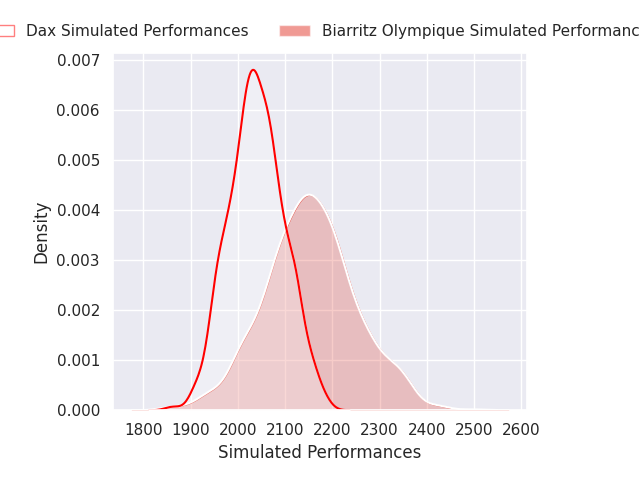 Dax Simulated Performances
Biarritz Olympique Simulated Performanc
0.007
0.006
0.005
0.004
0.003
0.002
0.001
0.000
Density
1800 1900 2000 2100 2200 2300 2400 2500 2600
Simulated Performances